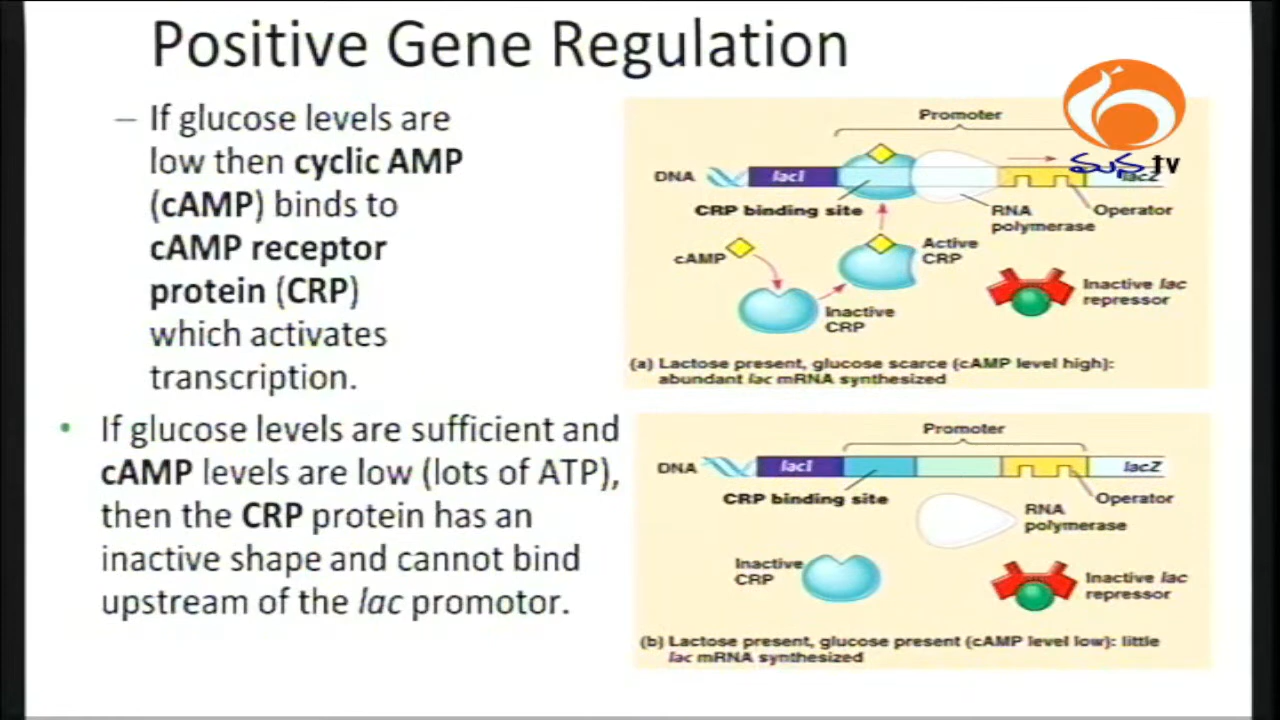 Positive Gene Regulation
– If glucose levels are
low then cyclic AMP
(cAMP) binds to
cAMP receptor
protein (CRP)
which activates
transcription.
• If glucose levels are sufficient and
cAMP levels are low (lots of ATP),
then the CRP protein has an
inactive shape and cannot bind
upstream of the lac promotor.
మన tv
Promoter
DNA
lacI
lacZ
CRP binding site
RNA
polymerase
Operator
cAMP
Active
CRP
Inactive
CRP
Inactive lac
repressor
(a) Lactose present, glucose scarce (cAMP level high):
abundant lac mRNA synthesized
Promoter
DNA
lacI
lacZ
CRP binding site
Operator
RNA
polymerase
Inactive
CRP
Inactive lac
repressor
(b) Lactose present, glucose present (cAMP level low): little
lac mRNA synthesized